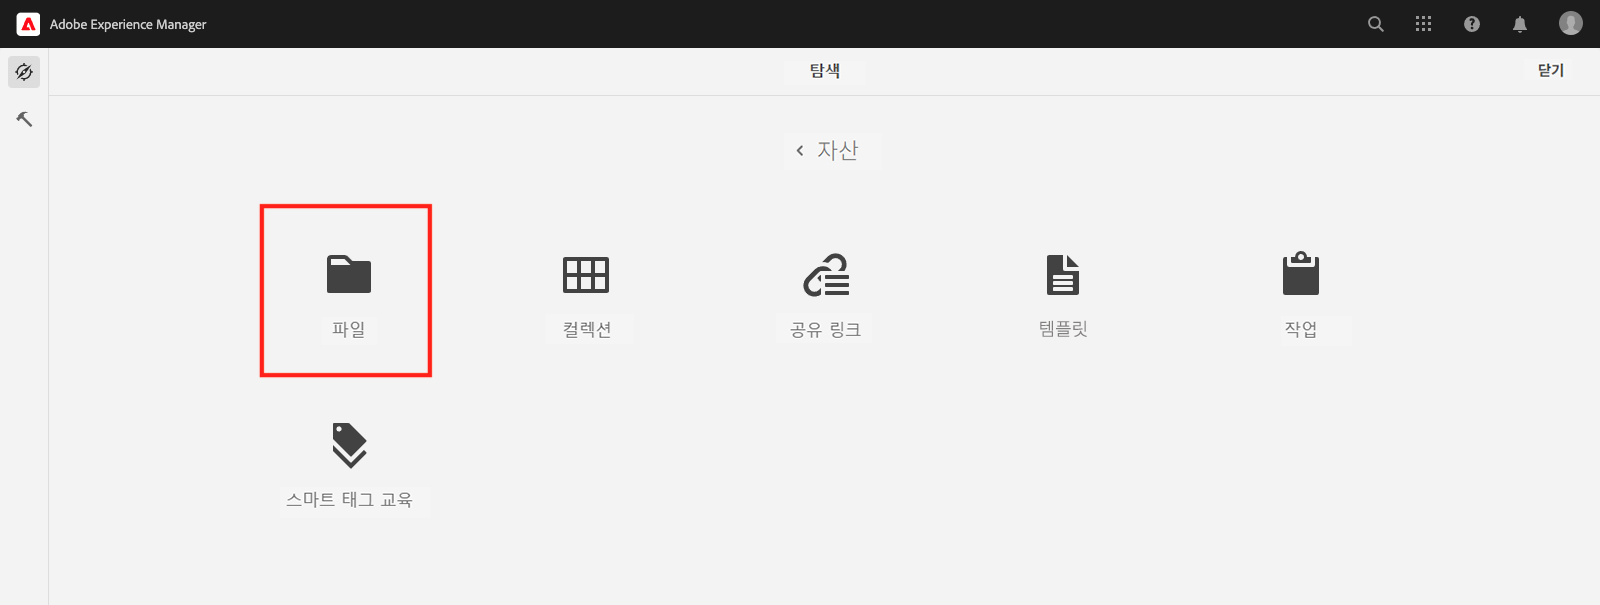 Adobe Experience Manager
탐색
닫기
자산
파일
컬렉션
공유 링크
템플릿
작업
스마트 태그 교육